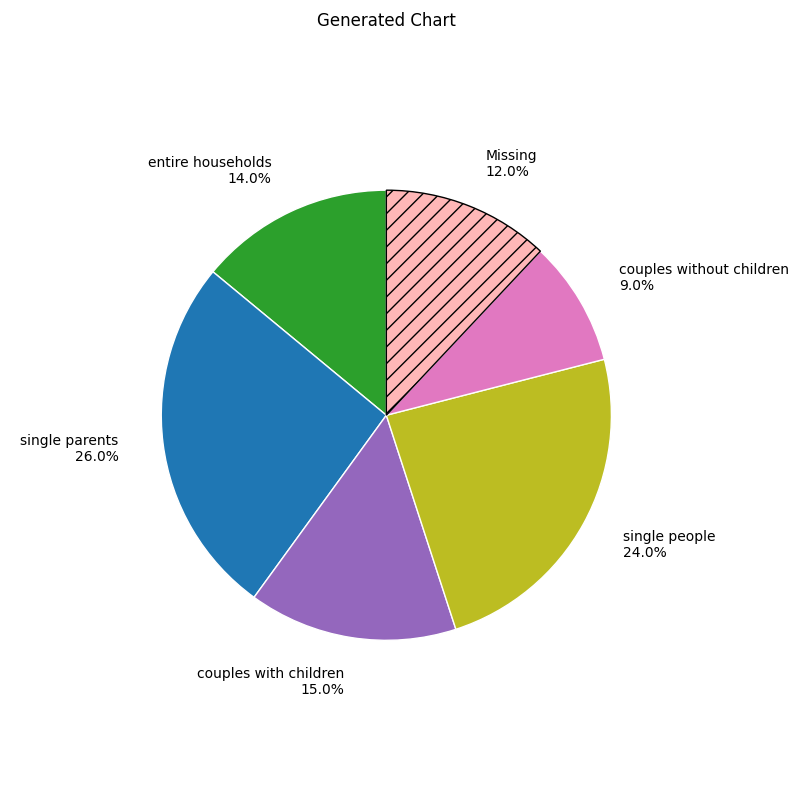 Generated Chart
entire households
14.0%
Missing
12.0%
couples without children
9.0%
single parents
26.0%
single people
24.0%
couples with children
15.0%